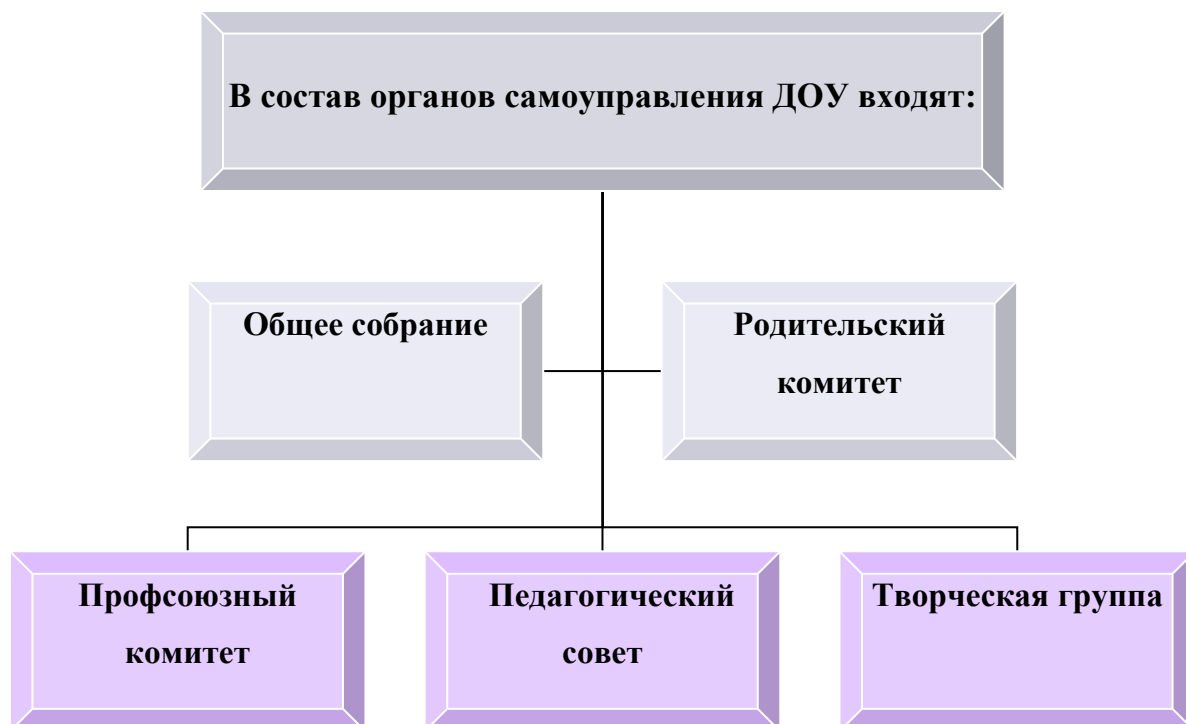 В состав органов самоуправления ДОУ входят:
Общее собрание
Родительский
комитет
Профсоюзный
комитет
Педагогический
совет
Творческая группа